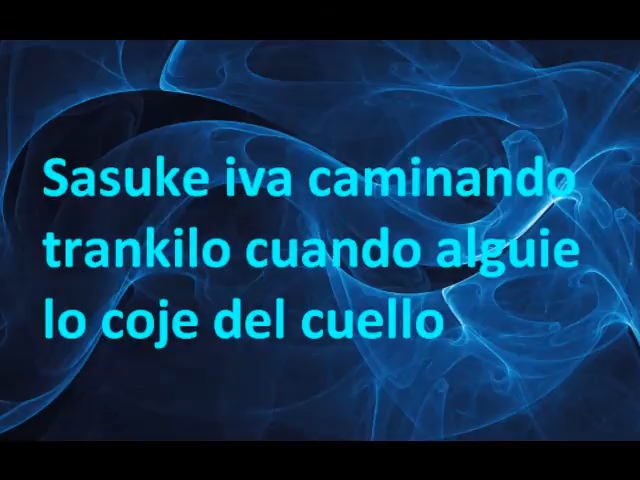 Sasuke iva caminando
trankilo cuando alguie
lo coje del cuello